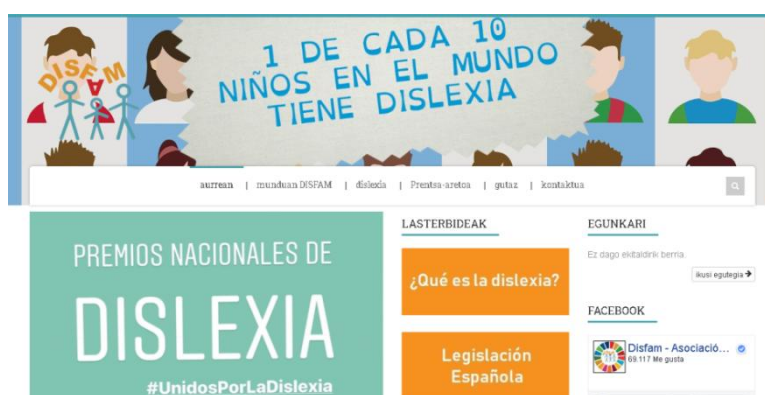 1 DE CADA 10
NIÑOS EN EL MUNDO
TIENE DISLEXIA
DISFAM
aurrean | munduan DISFAM | dislexia | Prentsa-aretoa | gutaz | kontaktua
PREMIOS NACIONALES DE
DISLEXIA
#UnidosPorLaDislexia
LASTERBIDEAK
¿Qué es la dislexia?
Legislación
Española
EGUNKARI
Ez dago ekitaldirik berria.
ikusi egutegia
FACEBOOK
Disfam - Asociació...
69.117 Me gusta